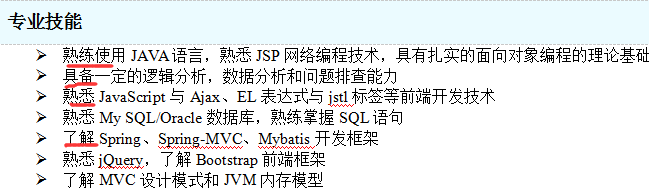 专业技能
熟练使用 JAVA 语言，熟悉 JSP 网络编程技术，具有扎实的面向对象编程的理论基础
具备一定的逻辑分析，数据分析和问题排查能力
熟悉 JavaScript 与 Ajax、EL 表达式与 jstl 标签等前端开发技术
熟悉 My SQL/Oracle 数据库，熟练掌握 SQL 语句
了解 Spring、Spring-MVC、Mybatis 开发框架
熟悉 jQuery，了解 Bootstrap 前端框架
了解 MVC 设计模式和 JVM 内存模型